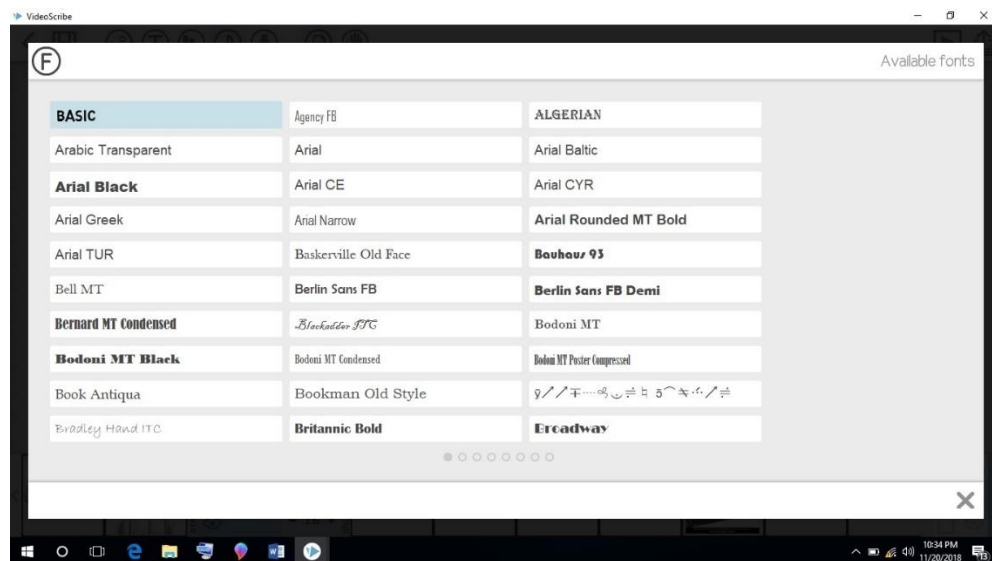 VideoScribe
F
Available fonts
BASIC Agency FB ALGERIAN
Arabic Transparent Arial Arial Baltic
Arial Black Arial CE Arial CYR
Arial Greek Arial Narrow Arial Rounded MT Bold
Arial TUR Baskerville Old Face Bauhaus 93
Bell MT Berlin Sans FB Berlin Sans FB Demi
Bernard MT Condensed Blackadder ITC Bodoni MT
Bodoni MT Black Bodoni MT Condensed Bodoni MT Poster Compressed
Book Antiqua Bookman Old Style
Bradley Hand ITC Britannic Bold Broadway
10:34 PM
11/20/2018